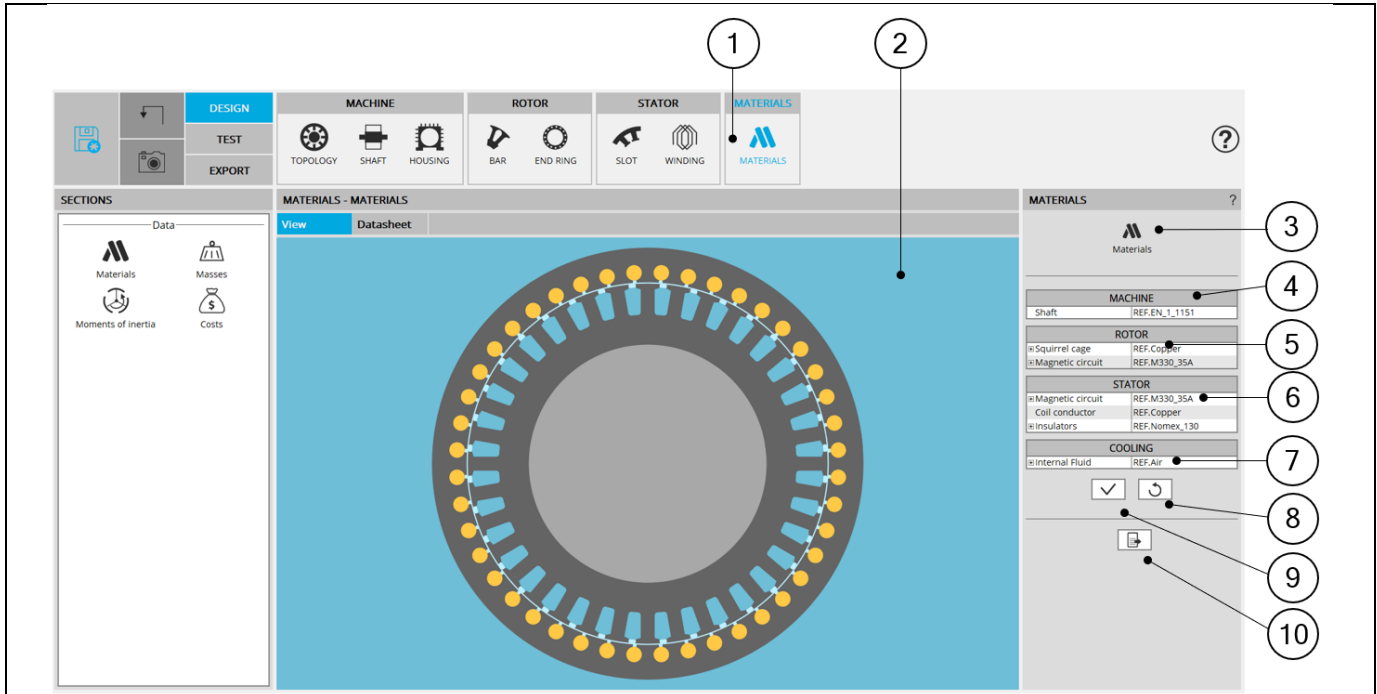 1
2
DESIGN
TEST
EXPORT
MACHINE
TOPOLOGY
SHAFT
HOUSING
ROTOR
BAR
END RING
STATOR
SLOT
WINDING
MATERIALS
MATERIALS
?
SECTIONS
Data
Materials
Masses
Moments of inertia
$
Costs
MATERIALS - MATERIALS
View
Datasheet
MATERIALS
?
Materials
3
MACHINE
4
Shaft REF.EN_1_1151
ROTOR
Squirrel cage REF.Copper
5
Magnetic circuit REF.M330_35A
STATOR
Magnetic circuit REF.M330_35A
6
Coil conductor REF.Copper
Insulators REF.Nomex_130
COOLING
Internal Fluid REF.Air
7
8
9
10